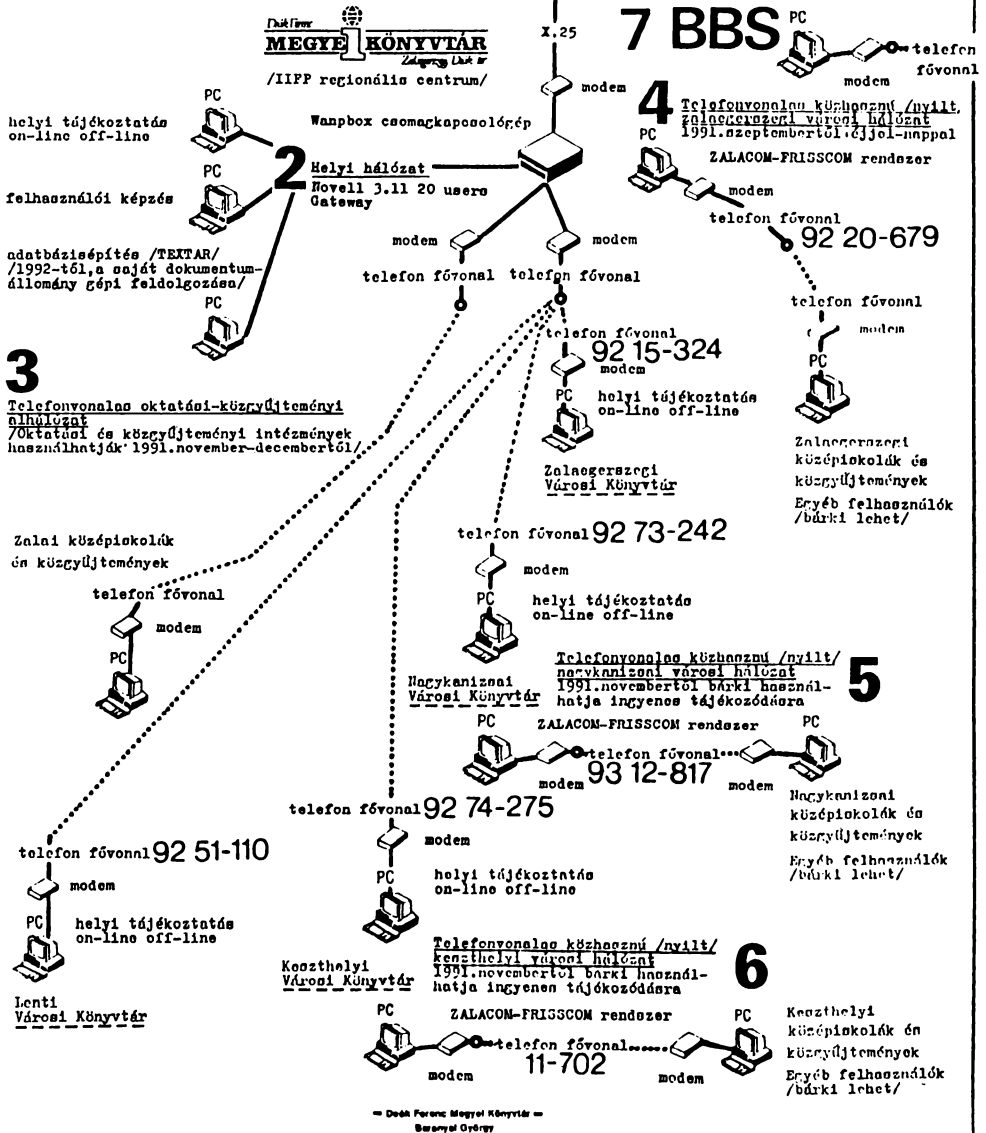 Deák Ferenc
MEGYEI KÖNYVTÁR
Zalaegerszeg Deák tér
/IIFP regionális centrum/
X.25
modem
Wanpbox csomagkapcsológép
7 BBS
PC
modem
telefon
fővonal
2
Helyi hálózat
Novell 3.11 20 users
Gateway
PC
helyi tájékoztatás
on-line off-line
PC
felhasználói képzés
adatbázisépítés /TEXTAR/
/1992-től, a saját dokumentum-
állomány gépi feldolgozása/
PC
4
Telefonvonalas közhasznú /nyilt,
zalaegerszegi városi hálózat
1991.szeptembertől éjjel-nappal
PC
ZALACOM-FRISSCOM rendszer
modem
telefon fővonal
92 20-679
telefon fővonal
modem
PC
Zalaegerszegi
középiskolák és
közgyűjtemények
Egyéb felhasználók
/bárki lehet/
modem
telefon fővonal
modem
telefon fővonal
3
Telefonvonalas oktatási-közgyűjteményi
alhálózat
/Oktatási és közgyűjteményi intézmények
használhatják 1991.november-decembertől/
telefon fővonal
92 15-324
modem
PC
helyi tájékoztatás
on-line off-line
Zalaegerszegi
Városi Könyvtár
Zalai középiskolák
és közgyűjtemények
telefon fővonal
modem
PC
telefon fővonal 92 73-242
modem
PC
helyi tájékoztatás
on-line off-line
Nagykanizsai
Városi Könyvtár
5
Telefonvonalas közhasznú /nyilt/
nagykanizsai városi hálózat
1991.novembertől bárki használ-
hatja ingyenes tájékozódásra
PC
ZALACOM-FRISSCOM rendszer
PC
telefon fővonal
modem
93 12-817
modem
Nagykanizsai
középiskolák és
közgyűjtemények
Egyéb felhasználók
/bárki lehet/
telefon fővonal 92 74-275
modem
PC
helyi tájékoztatás
on-line off-line
Keszthelyi
Városi Könyvtár
telefon fővonal 92 51-110
modem
PC
helyi tájékoztatás
on-line off-line
Lenti
Városi Könyvtár
6
Telefonvonalas közhasznú /nyilt/
keszthelyi városi hálózat
1991.novembertől bárki használ-
hatja ingyenes tájékozódásra
PC
ZALACOM-FRISSCOM rendszer
PC
telefon fővonal
modem
11-702
modem
Keszthelyi
középiskolák és
közgyűjtemények
Egyéb felhasználók
/bárki lehet/
— Deák Ferenc Megyei Könyvtár —
Baranyai György